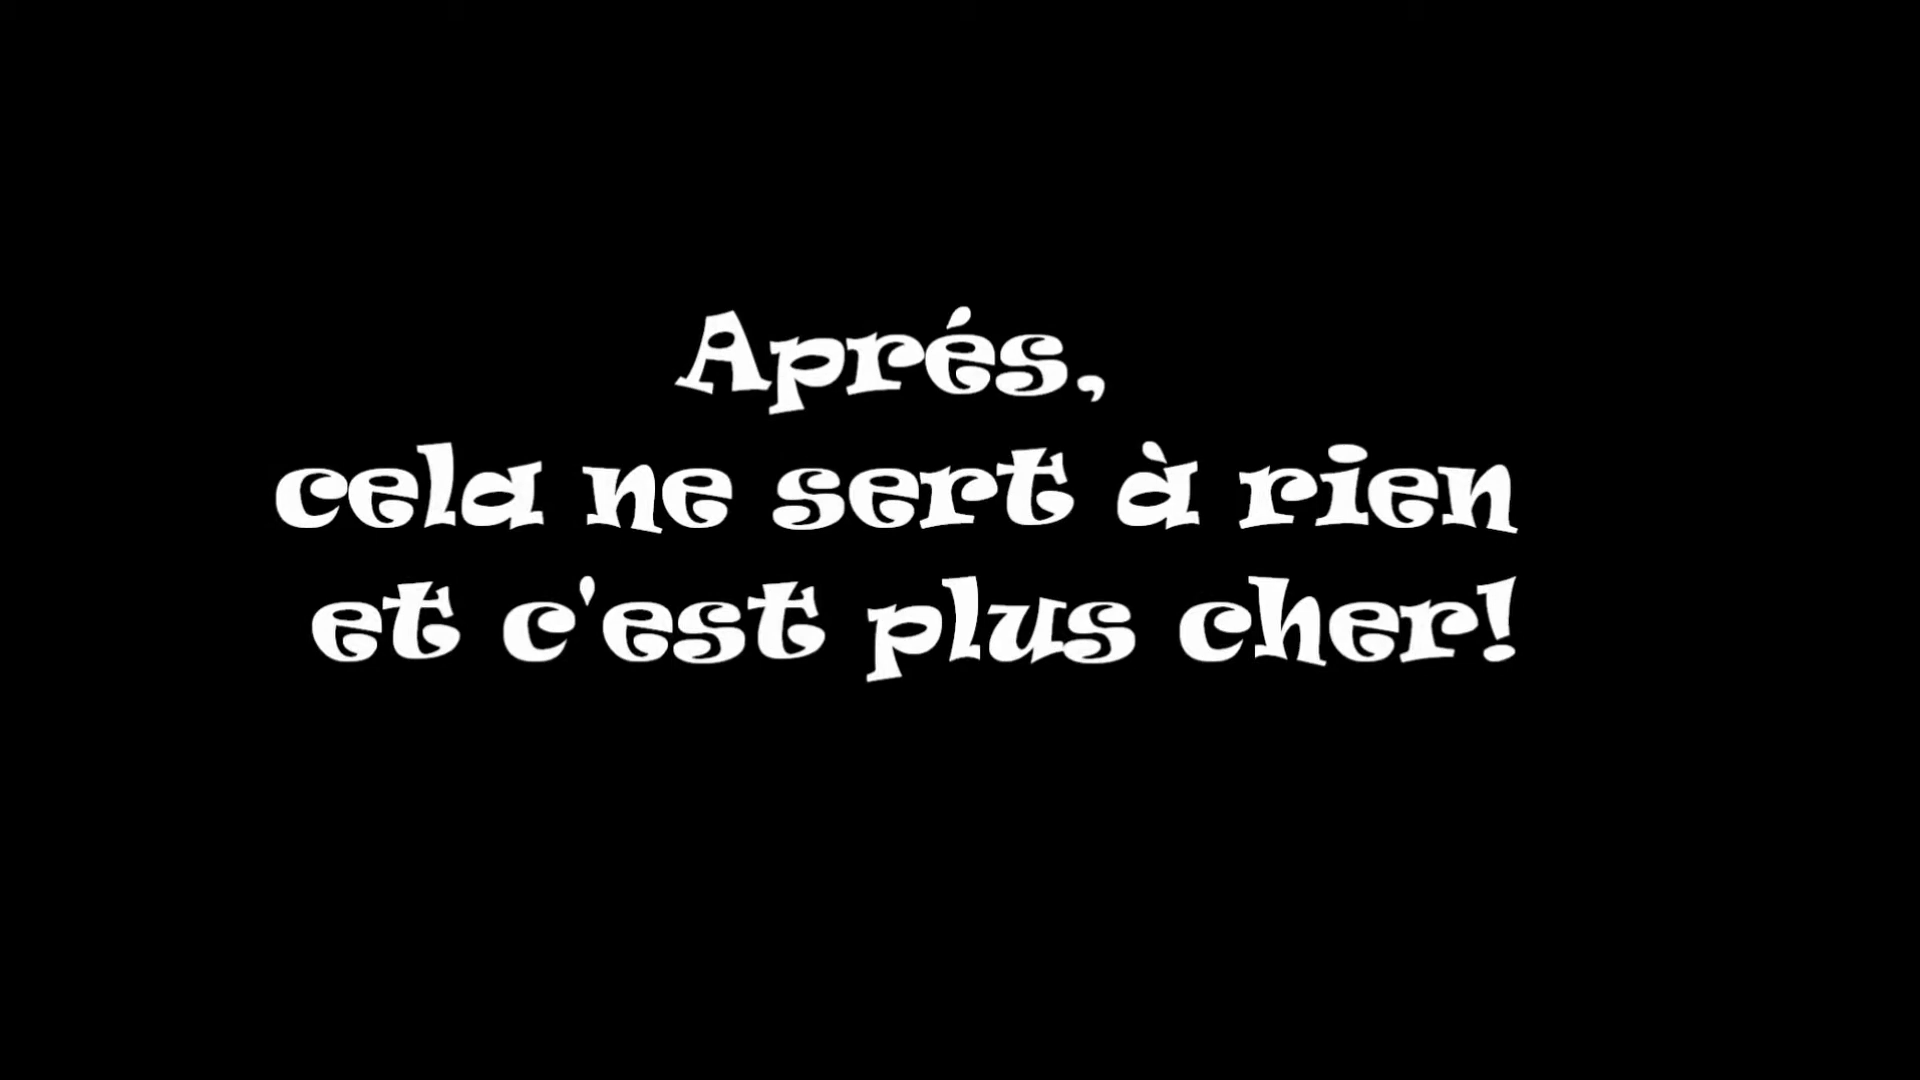 Aprés,
cela ne sert à rien
et c'est plus cher!